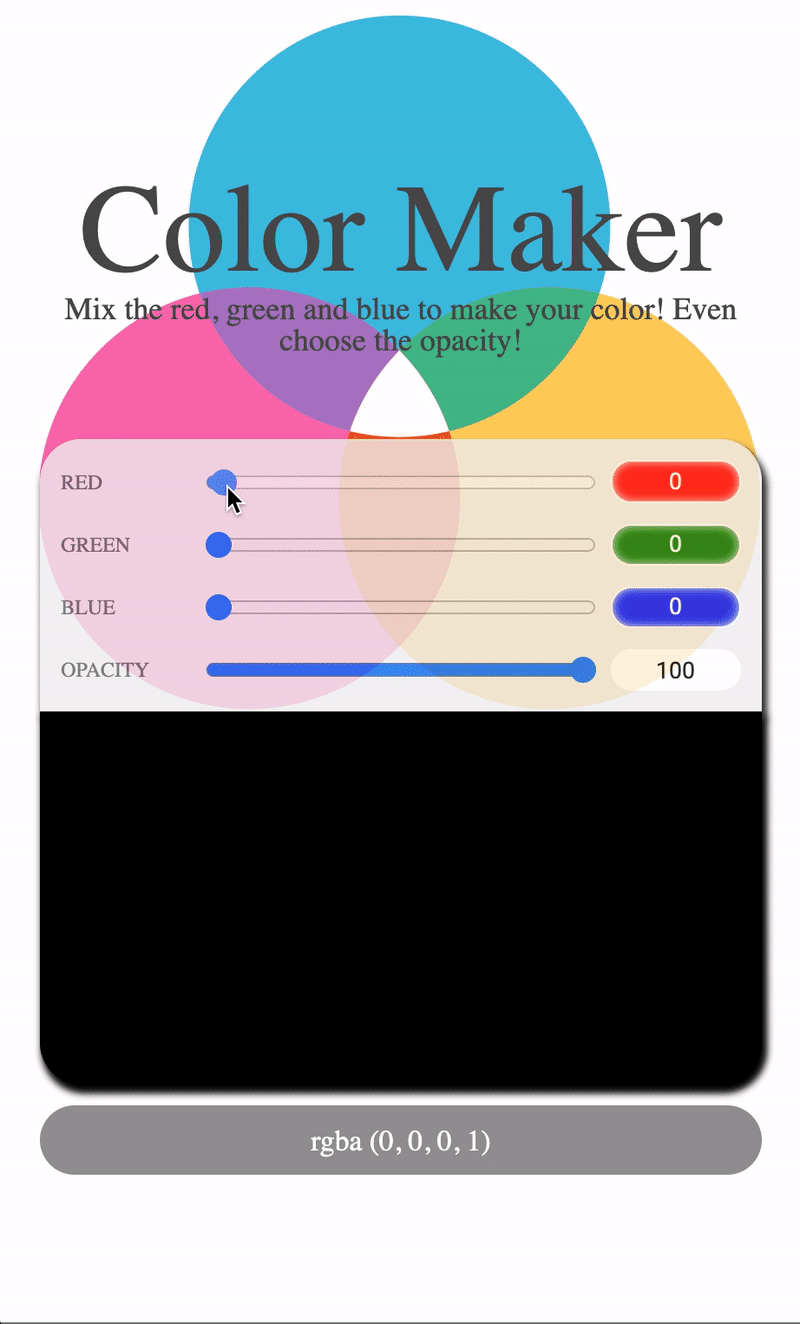 Color Maker
Mix the red, green and blue to make your color! Even
choose the opacity!
RED 0
GREEN 0
BLUE 0
OPACITY 100
rgba (0, 0, 0, 1)